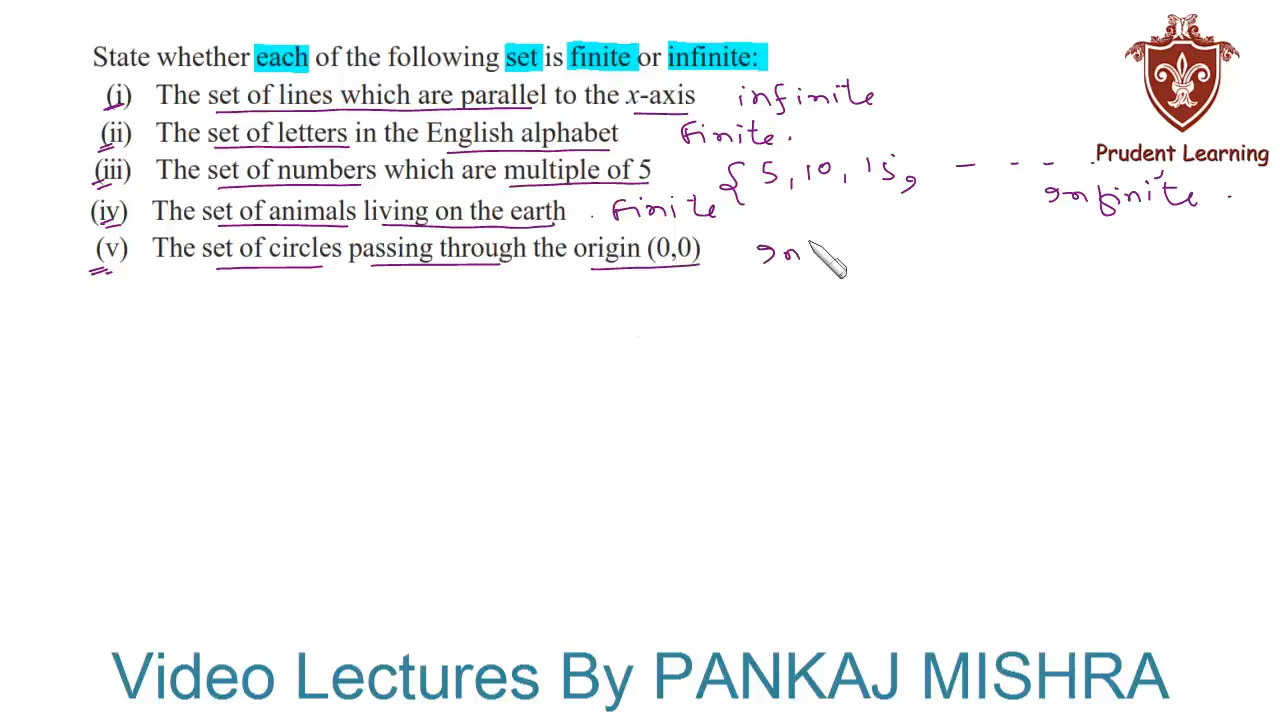 State whether each of the following set is finite or infinite:
(i) The set of lines which are parallel to the x-axis infinite
(ii) The set of letters in the English alphabet Finite.
(iii) The set of numbers which are multiple of 5 {5, 10, 15, - - - .
Infinite.
(iv) The set of animals living on the earth . Finite
(v) The set of circles passing through the origin (0,0) In
Prudent Learning
Video Lectures By PANKAJ MISHRA